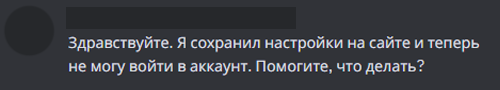 Здравствуйте. Я сохранил настройки на сайте и теперь
не могу войти в аккаунт. Помогите, что делать?